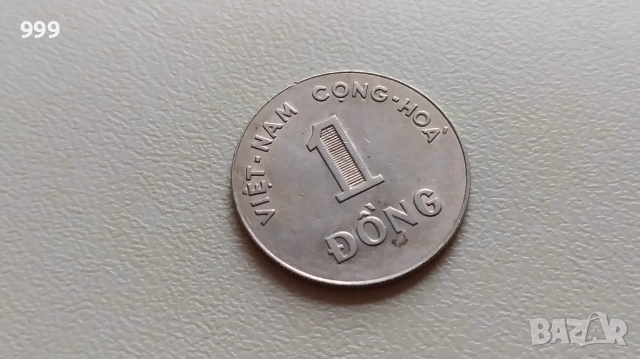 999
VIỆT-NAM CỘNG-HOÀ
1
ĐỒNG
BAZAR